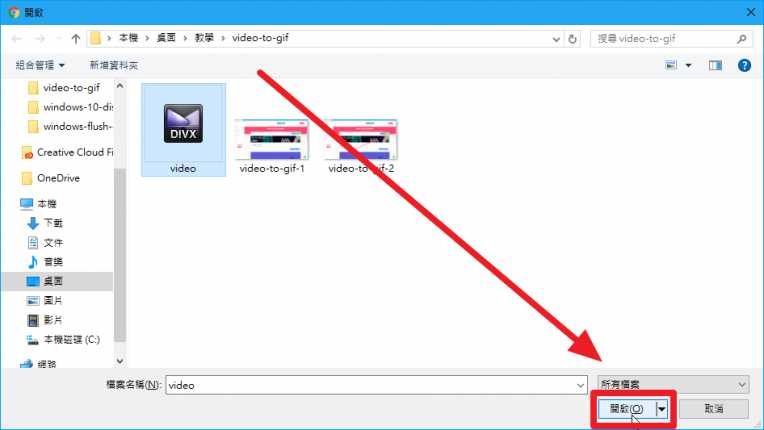 開啟
本機 › 桌面 › 教學 › video-to-gif
搜尋 video-to-gif
組合管理
新增資料夾
video-to-gif
windows-10-dis
windows-flush-
Creative Cloud Fi
OneDrive
本機
下載
文件
音樂
桌面
圖片
影片
本機磁碟 (C:)
網路
DIVX
video
video-to-gif-1
video-to-gif-2
檔案名稱(N):
video
所有檔案
開啟(O)
取消